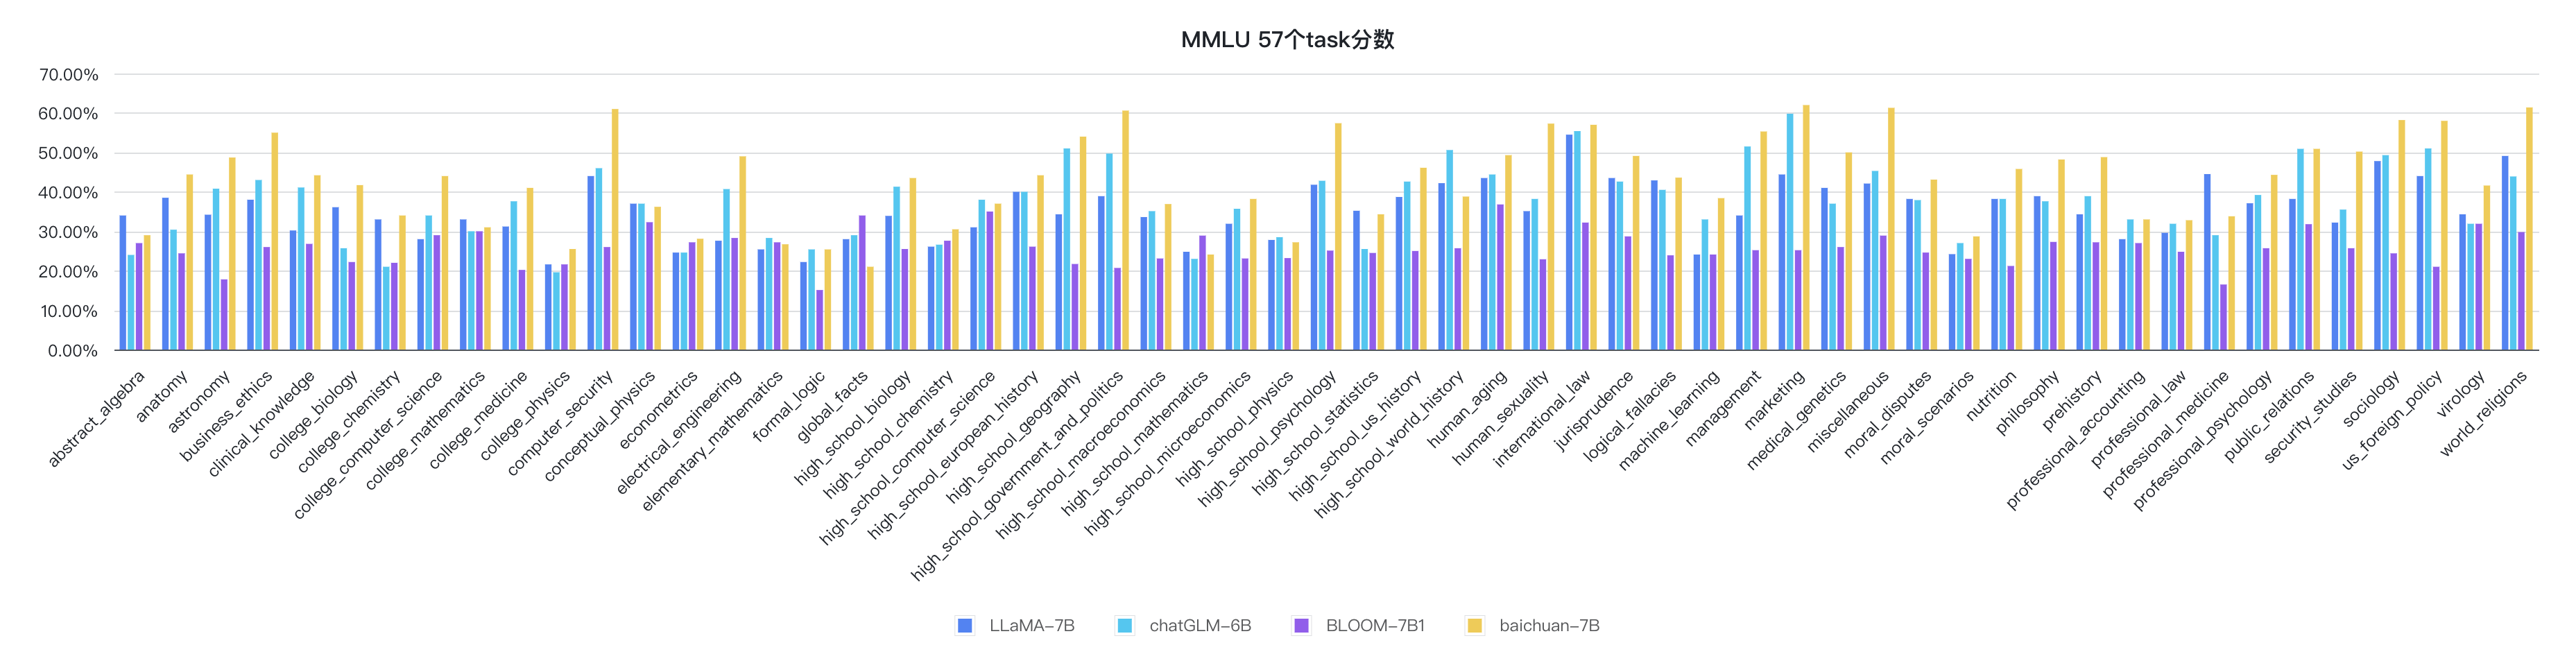 MMLU 57个task分数
70.00%
60.00%
50.00%
40.00%
30.00%
20.00%
10.00%
0.00%
abstract_algebra
anatomy
astronomy
business_ethics
clinical_knowledge
college_biology
college_chemistry
college_computer_science
college_mathematics
college_medicine
college_physics
computer_security
conceptual_physics
econometrics
electrical_engineering
elementary_mathematics
formal_logic
global_facts
high_school_biology
high_school_chemistry
high_school_computer_science
high_school_european_history
high_school_geography
high_school_government_and_politics
high_school_macroeconomics
high_school_mathematics
high_school_microeconomics
high_school_physics
high_school_psychology
high_school_statistics
high_school_us_history
high_school_world_history
human_aging
human_sexuality
international_law
jurisprudence
logical_fallacies
machine_learning
management
marketing
medical_genetics
miscellaneous
moral_disputes
moral_scenarios
nutrition
philosophy
prehistory
professional_accounting
professional_law
professional_medicine
professional_psychology
public_relations
security_studies
sociology
us_foreign_policy
virology
world_religions
LLaMA-7B
chatGLM-6B
BLOOM-7B1
baichuan-7B